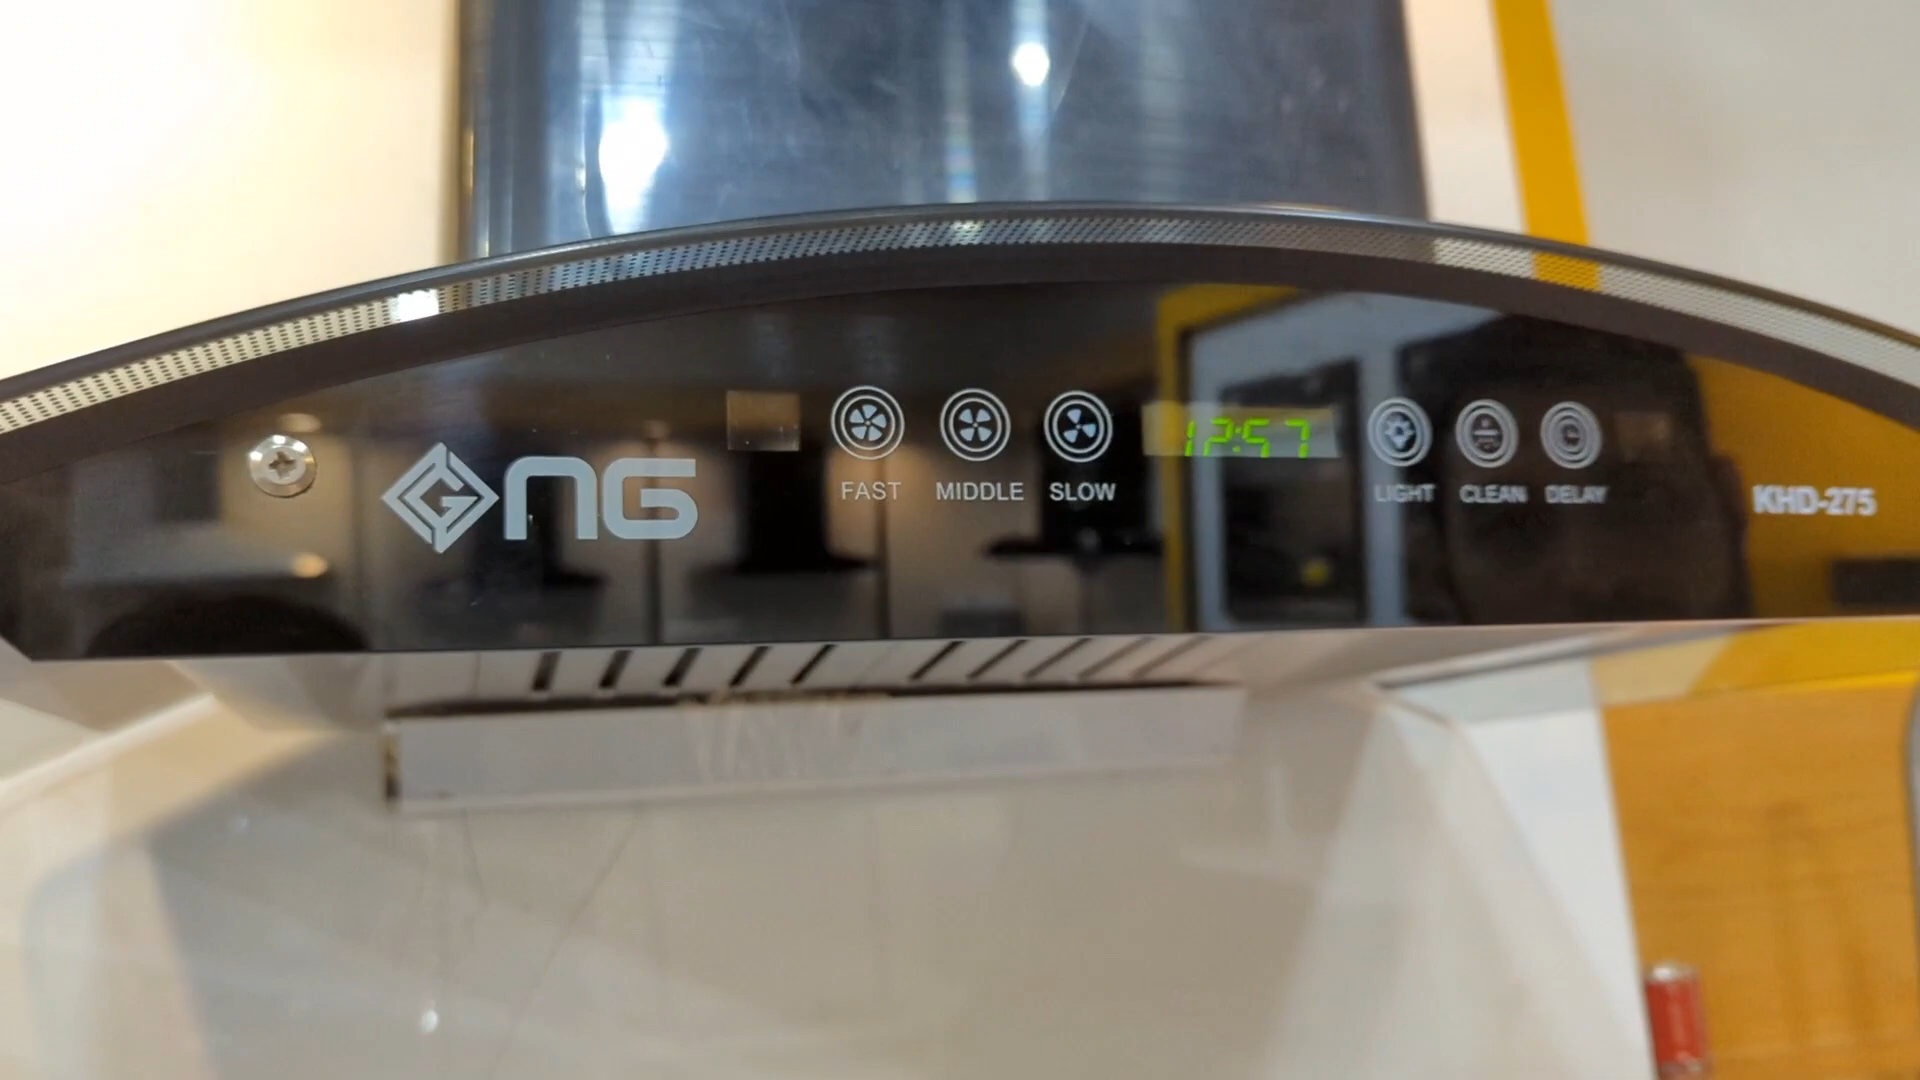 NG
FAST MIDDLE SLOW
12:57
LIGHT CLEAN DELAY
KHD-275